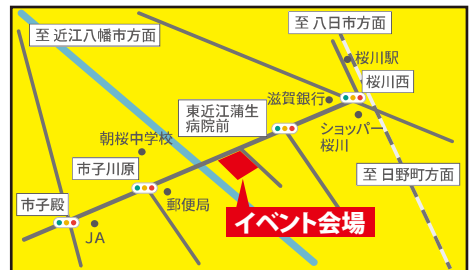 至 八日市方面
至 近江八幡市方面
桜川駅
桜川西
滋賀銀行
東近江蒲生
病院前
ショッパー
桜川
朝桜中学校
市子川原
至 日野町方面
市子殿
郵便局
イベント会場
JA